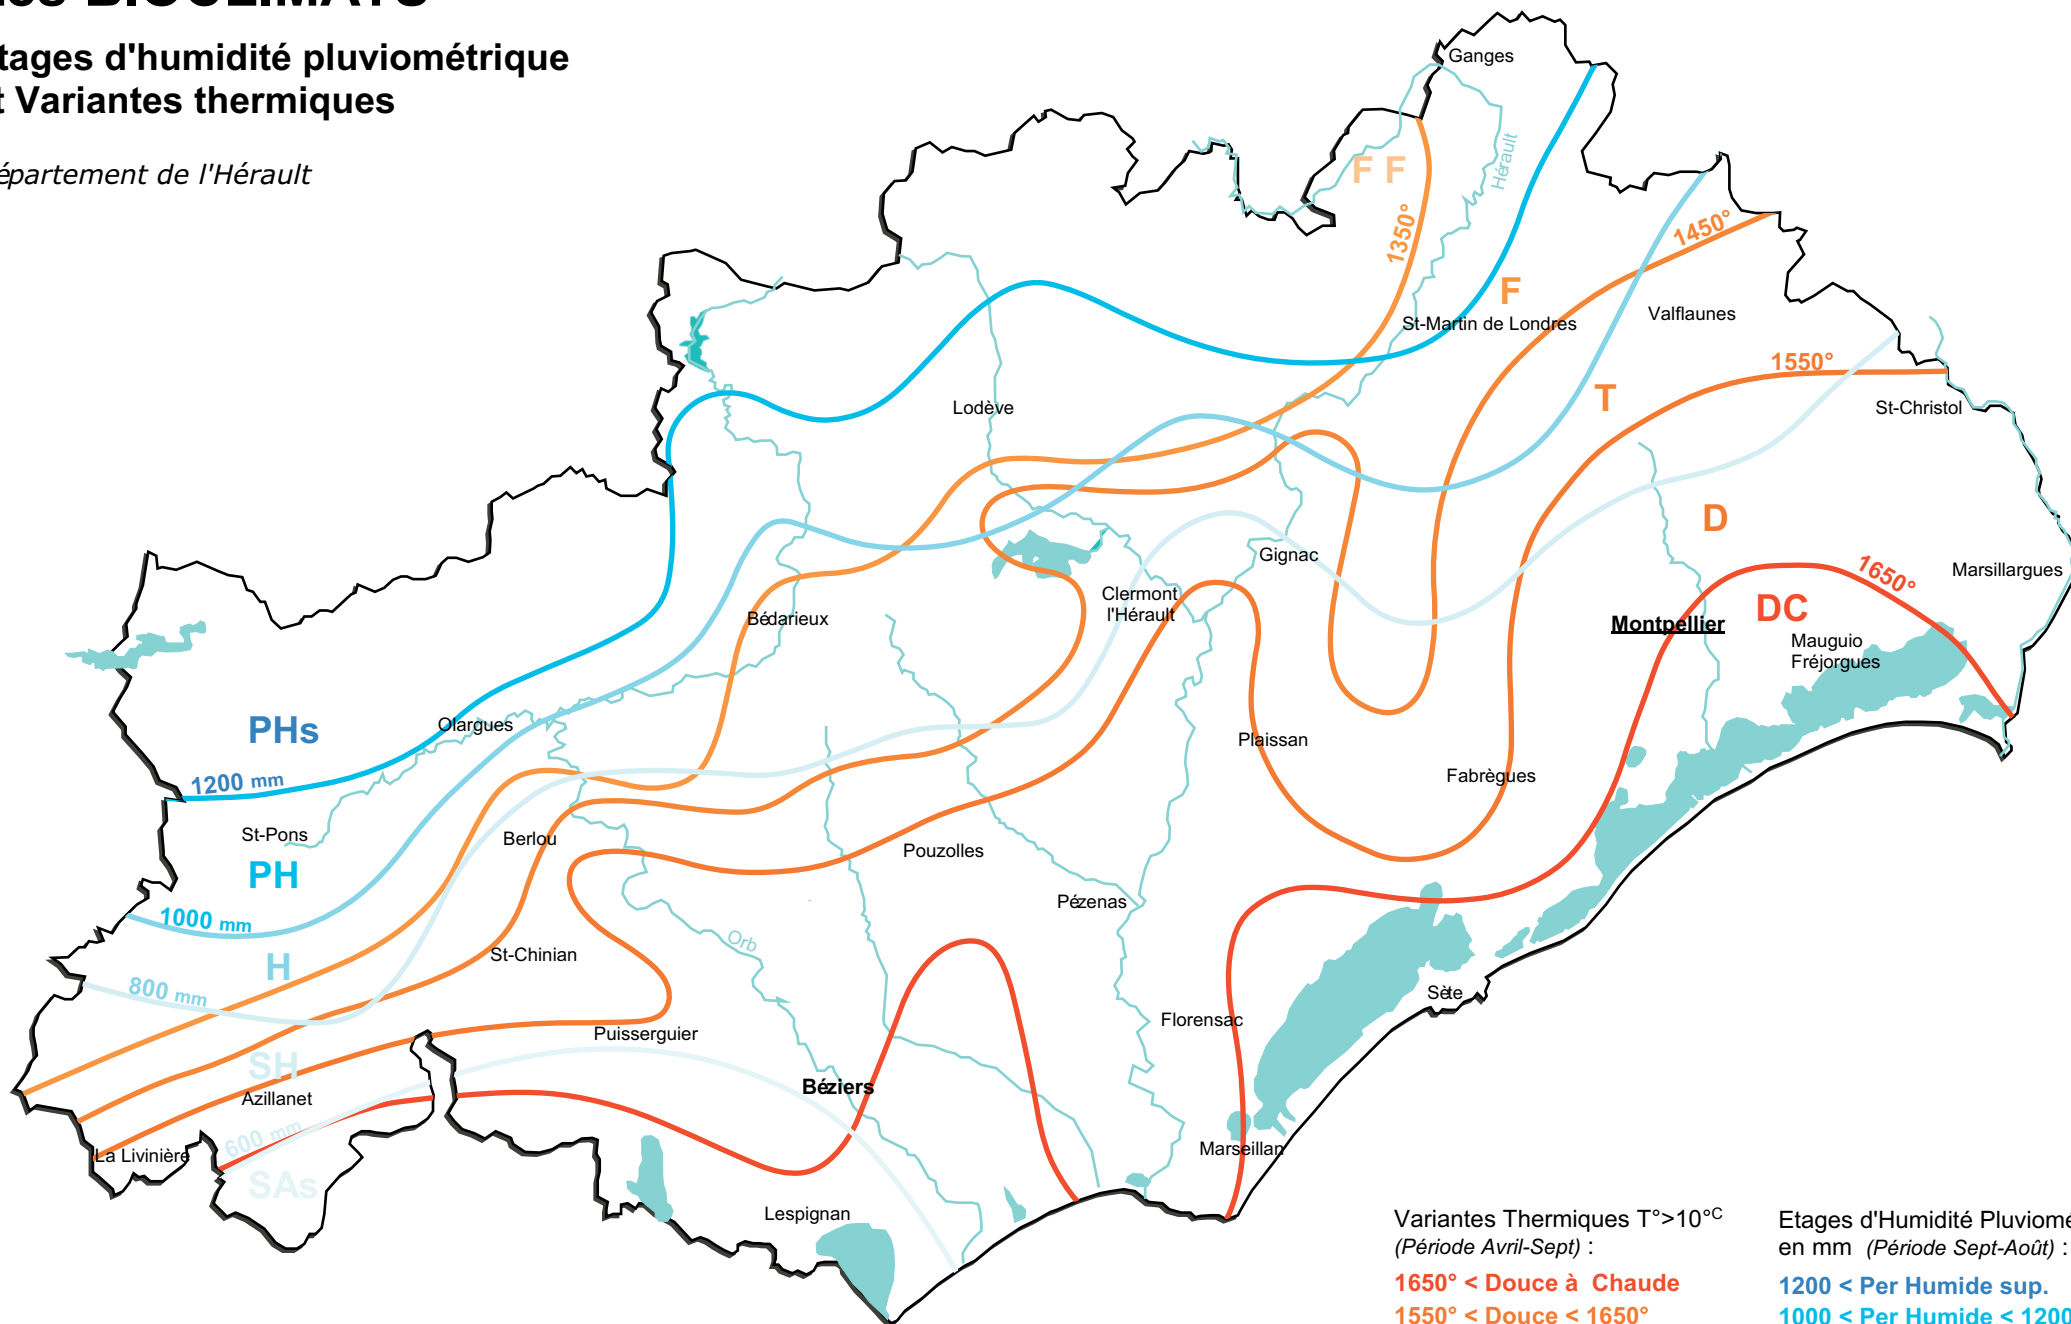 BIOCLIMATS
tages d'humidité pluviométrique
t Variantes thermiques
épartement de l'Hérault
Ganges
F F
Hérault
1350°
1450°
F
St-Martin de Londres
Valflaunes
1550°
T
Lodève
St-Christol
D
Gignac
1650°
Marsillargues
Clermont
l'Hérault
DC
Bédarieux
Montpellier
Mauguio
Fréjorgues
PHs
Olargues
Plaissan
1200 mm
Fabrègues
St-Pons
Berlou
Pouzolles
PH
Pézenas
1000 mm
Orb
St-Chinian
H
800 mm
Sète
Florensac
Puisserguier
SH
Azillanet
Béziers
600 mm
La Livinière
Marseillan
SAs
Lespignan
Variantes Thermiques T°>10°C
(Période Avril-Sept) :
1650° < Douce à Chaude
1550° < Douce < 1650°
Etages d'Humidité Pluviomé
en mm (Période Sept-Août) :
1200 < Per Humide sup.
1000 < Per Humide < 1200